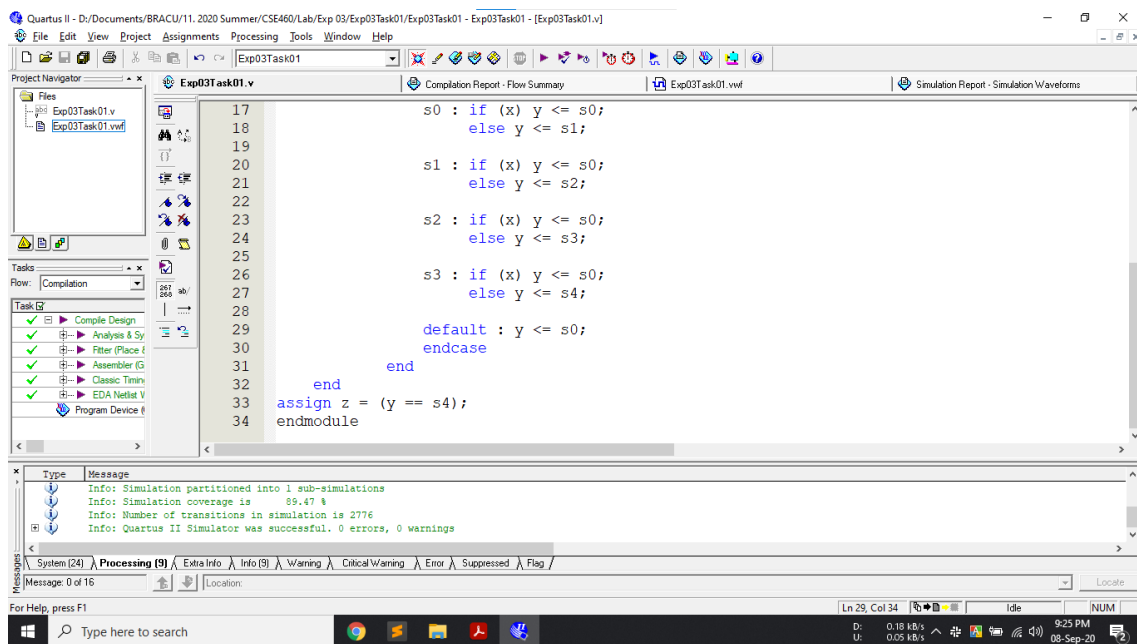 Quartus II - D:/Documents/BRACU/11. 2020 Summer/CSE460/Lab/Exp 03/Exp03Task01/Exp03Task01 - Exp03Task01 - [Exp03Task01.v]
File Edit View Project Assignments Processing Tools Window Help
Exp03Task01
Project Navigator
Files
Exp03Task01.v
Exp03Task01.vwf
Tasks
Flow: Compilation
Task
Compile Design
Analysis & Sy
Fitter (Place &
Assembler (G
Classic Timin
EDA Netlist W
Program Device (
Exp03Task01.v
Compilation Report - Flow Summary
Exp03Task01.vwf
Simulation Report - Simulation Waveforms
267
268
ab/
17 s0 : if (x) y <= s0;
18 else y <= s1;
19
20 s1 : if (x) y <= s0;
21 else y <= s2;
22
23 s2 : if (x) y <= s0;
24 else y <= s3;
25
26 s3 : if (x) y <= s0;
27 else y <= s4;
28
29 default : y <= s0;
30 endcase
31 end
32 end
33 assign z = (y == s4);
34 endmodule
Type Message
Info: Simulation partitioned into 1 sub-simulations
Info: Simulation coverage is 89.47 %
Info: Number of transitions in simulation is 2776
Info: Quartus II Simulator was successful. 0 errors, 0 warnings
System (24) Processing (9) Extra Info Info (9) Warning Critical Warning Error Suppressed Flag
Messages
Message: 0 of 16
Location:
Locate
For Help, press F1
Ln 29, Col 34
Idle
NUM
Type here to search
D: 0.18 kB/s
U: 0.05 kB/s
9:25 PM
08-Sep-20
2